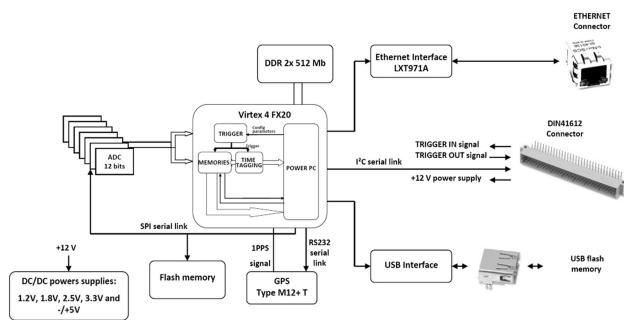 ETHERNET
Connector
DDR 2x 512 Mb
Ethernet Interface
LXT971A
Virtex 4 FX20
TRIGGER
Config
parameters
Trigger
MEMORIES
TIME
TAGGING
POWER PC
ADC
12 bits
DIN41612
Connector
TRIGGER IN signal
TRIGGER OUT signal
I²C serial link
+12 V power supply
SPI serial link
1PPS
signal
RS232
serial
link
+12 V
DC/DC powers supplies:
1.2V, 1.8V, 2.5V, 3.3V and
-/+5V
Flash memory
GPS
Type M12+ T
USB Interface
USB flash
memory